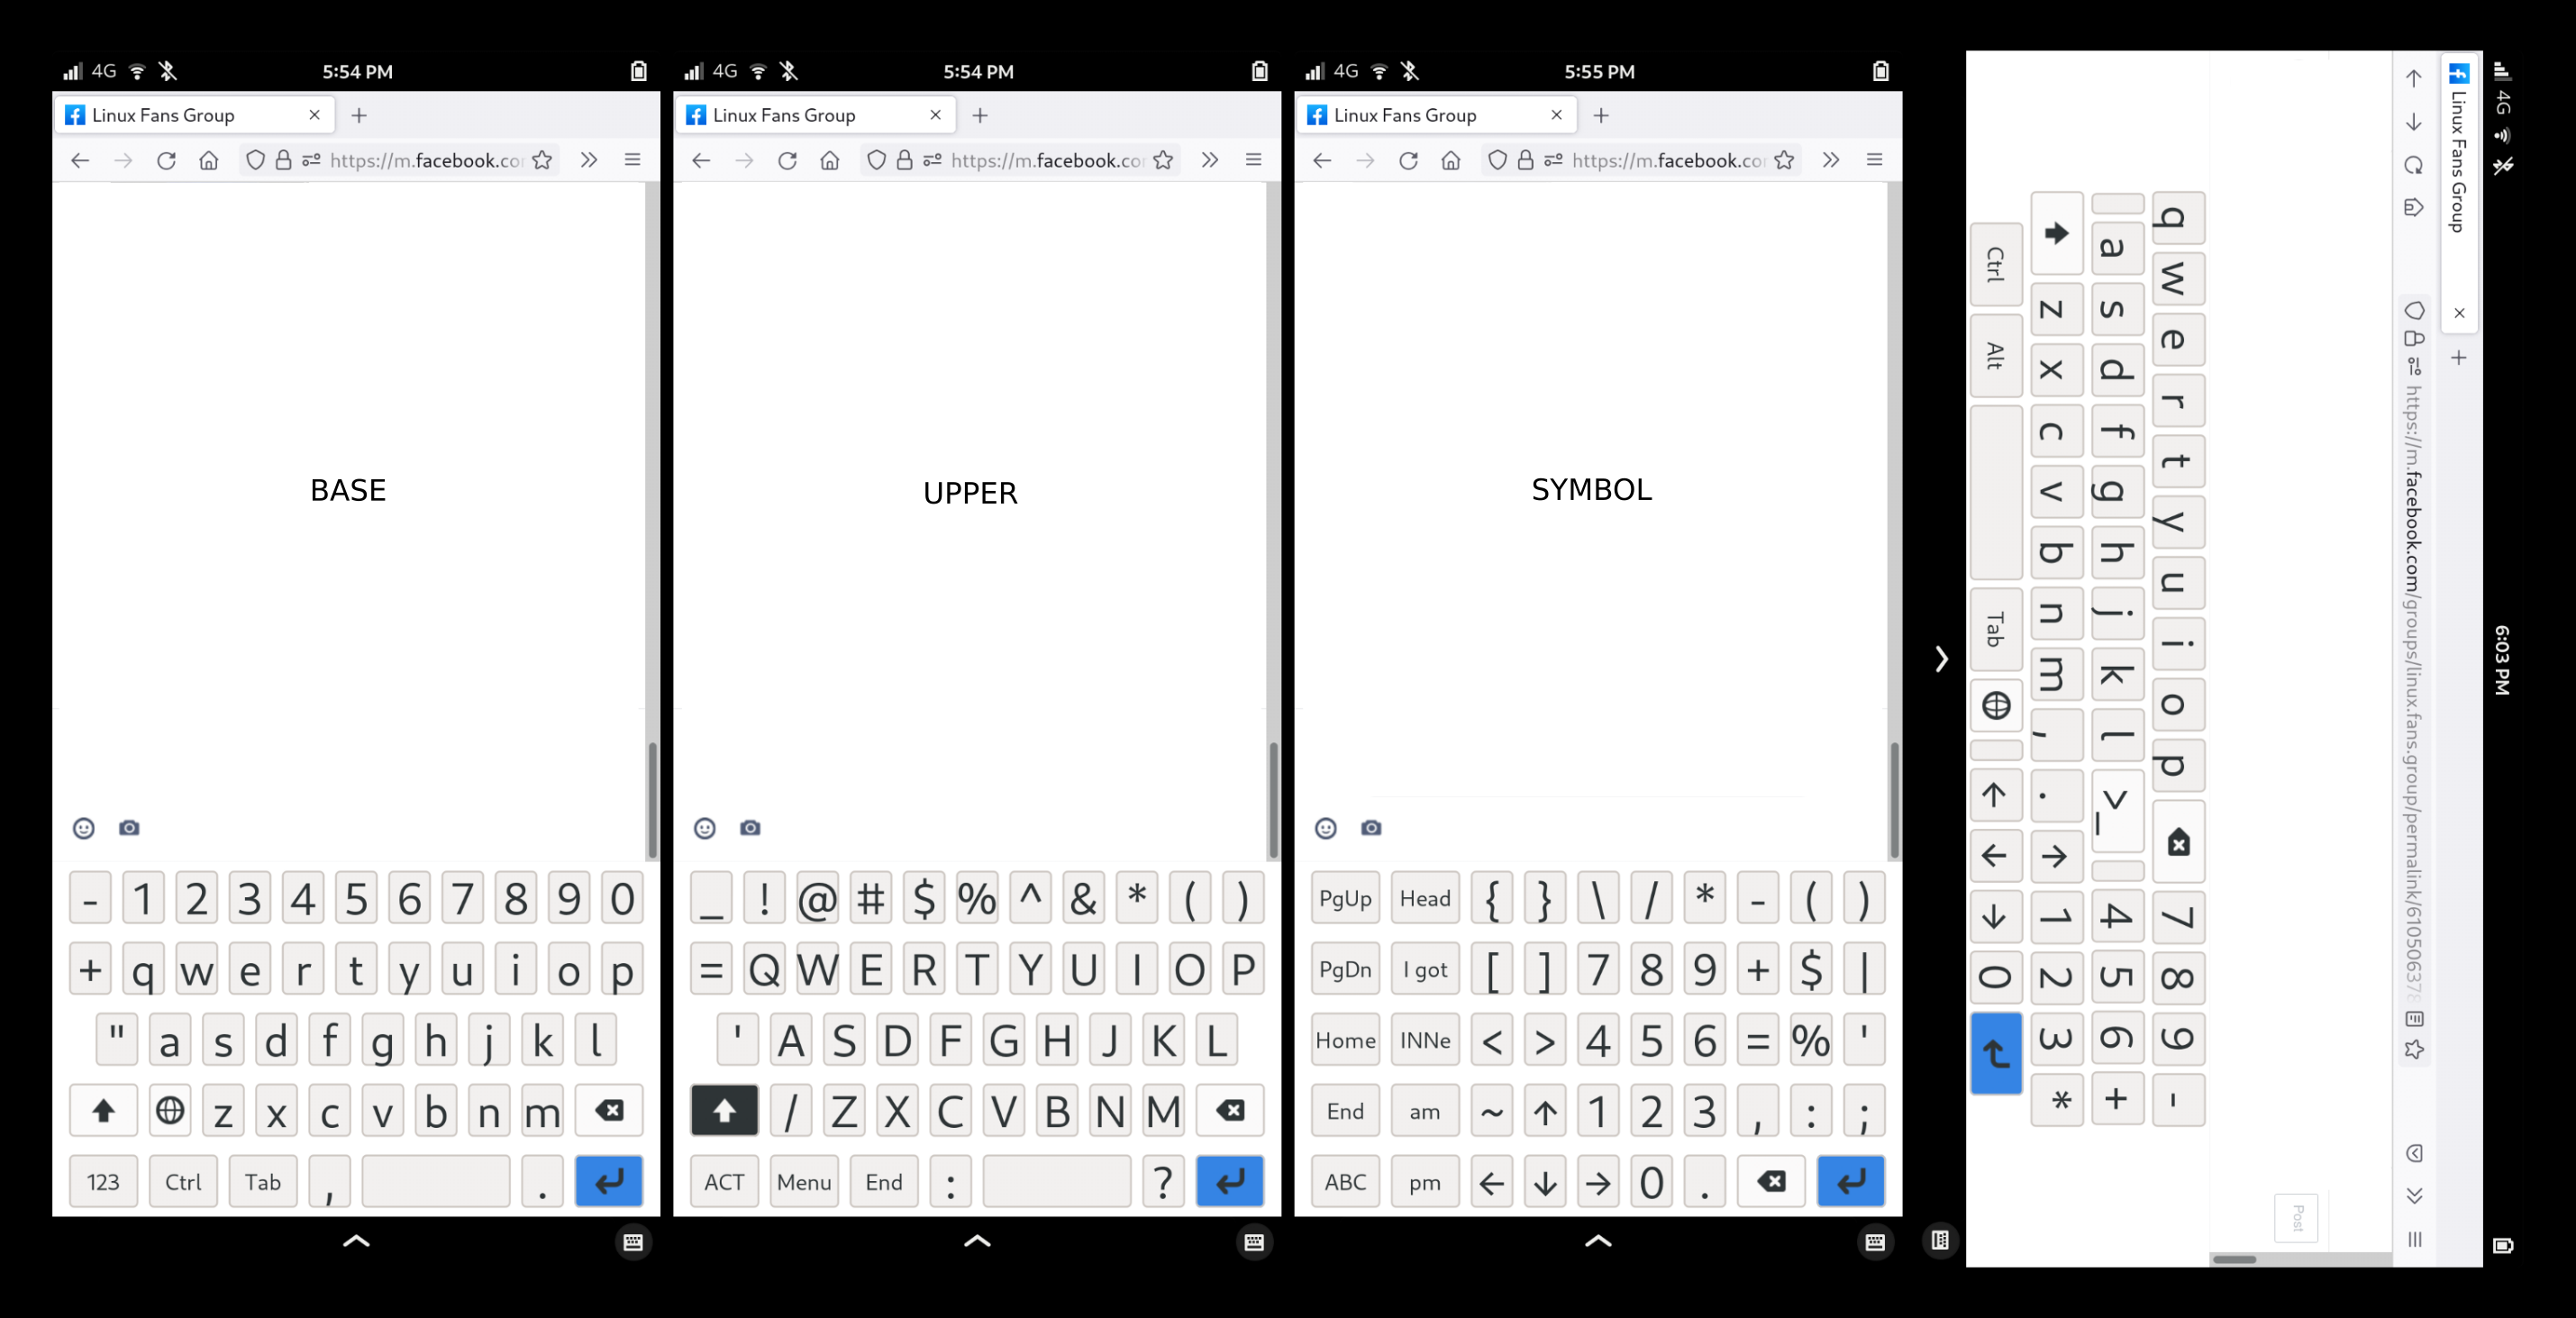 4G 5:54 PM
Linux Fans Group × +
https://m.facebook.co
BASE
- 1 2 3 4 5 6 7 8 9 0
+ q w e r t y u i o p
" a s d f g h j k l
z x c v b n m
123 Ctrl Tab , .
4G 5:54 PM
Linux Fans Group × +
https://m.facebook.co
UPPER
_ ! @ # $ % ^ & * ( )
= Q W E R T Y U I O P
' A S D F G H J K L
/ Z X C V B N M
ACT Menu End : ?
4G 5:55 PM
Linux Fans Group × +
https://m.facebook.co
SYMBOL
PgUp Head { } \ / * - ( )
PgDn I got [ ] 7 8 9 + $ |
Home INNe < > 4 5 6 = % '
End am ~ ↑ 1 2 3 , : ;
ABC pm ← ↓ → 0 .
4G 6:03 PM
Linux Fans Group × +
https://m.facebook.com/groups/linux.fans.group/permalink/610506378
Post
q w e r t y u i o p 7 8 9 -
a s d f g h j k l >_ 4 5 6 +
z x c v b n m , . ↑ 1 2 3 *
Ctrl Alt Tab ← ↓ → 0